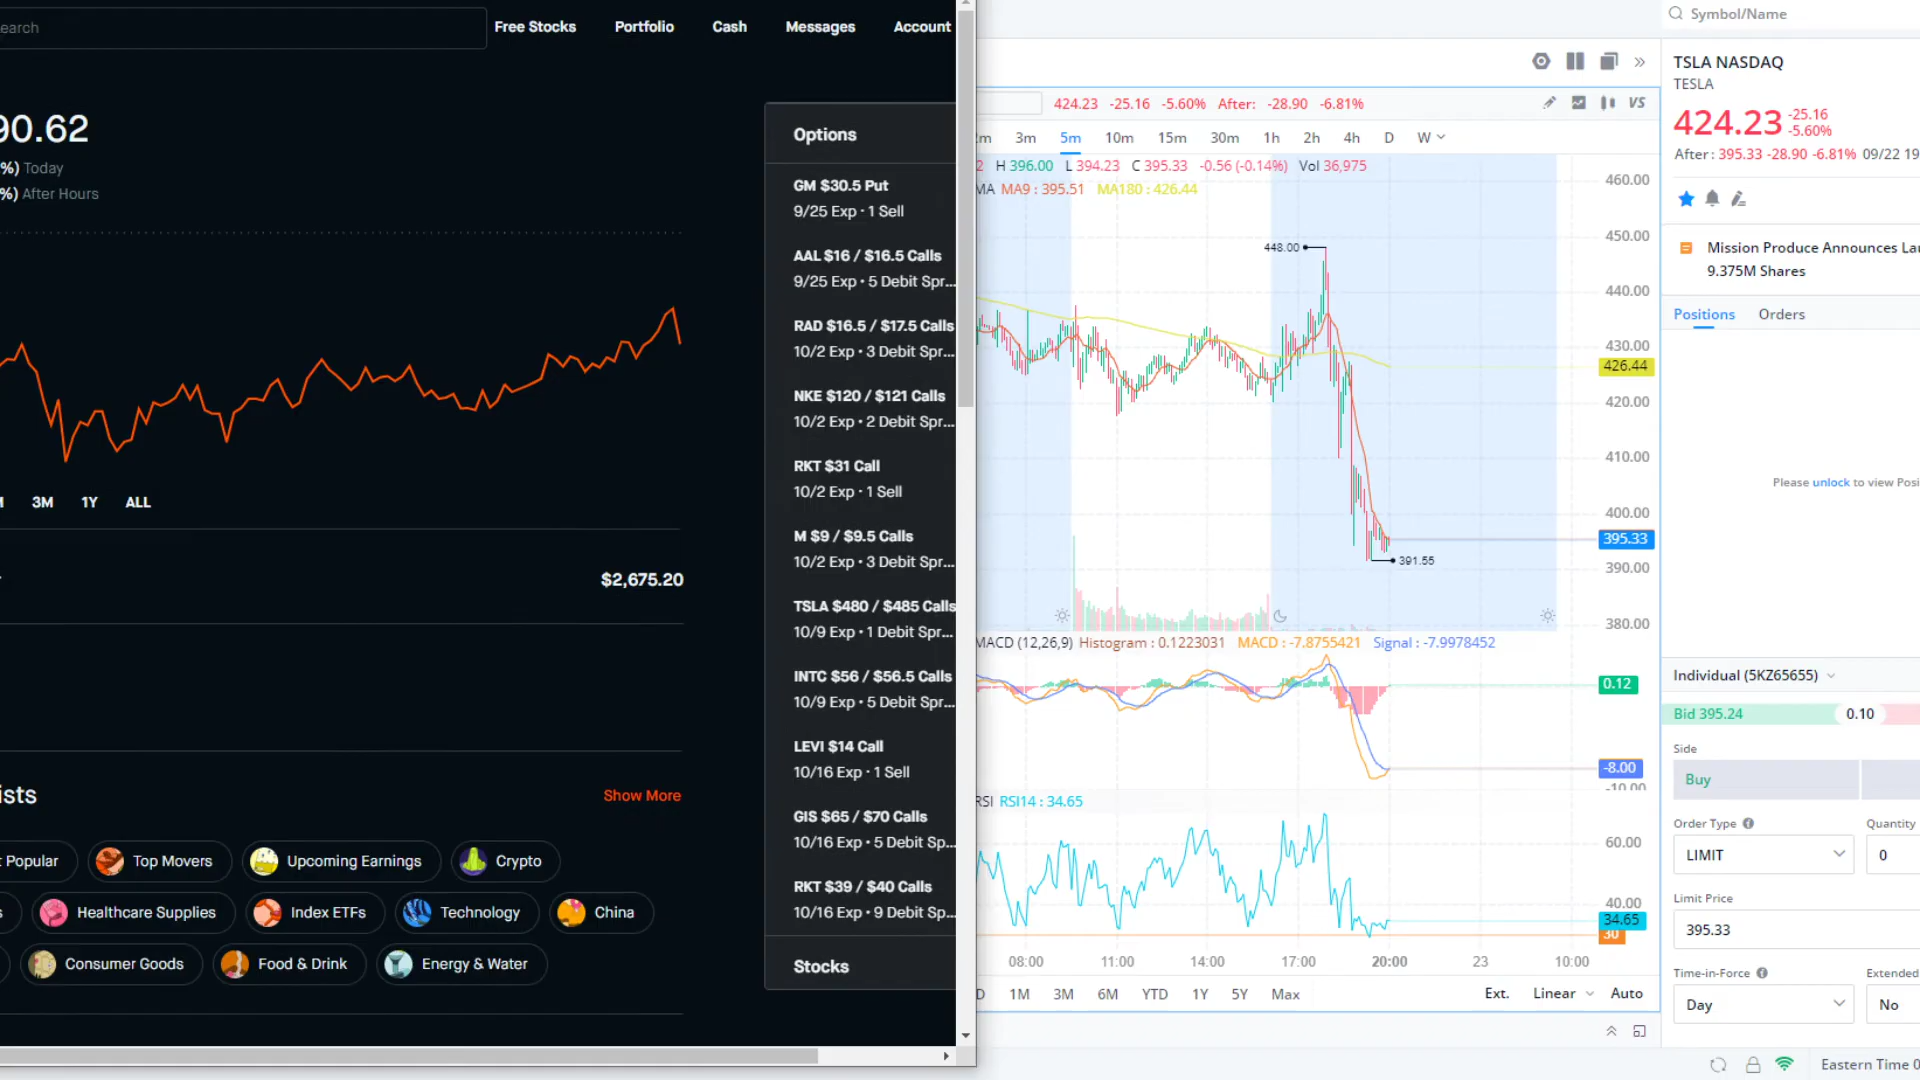 earch
Free Stocks
Portfolio
Cash
Messages
Account
90.62
%) Today
%) After Hours
3M
1Y
ALL
$2,675.20
ists
Show More
Popular
Top Movers
Upcoming Earnings
Crypto
s
Healthcare Supplies
Index ETFs
Technology
China
Consumer Goods
Food & Drink
Energy & Water
Options
GM $30.5 Put
9/25 Exp · 1 Sell
AAL $16 / $16.5 Calls
9/25 Exp · 5 Debit Spr...
RAD $16.5 / $17.5 Calls
10/2 Exp · 3 Debit Spr...
NKE $120 / $121 Calls
10/2 Exp · 2 Debit Spr...
RKT $31 Call
10/2 Exp · 1 Sell
M $9 / $9.5 Calls
10/2 Exp · 3 Debit Spr...
TSLA $480 / $485 Calls
10/9 Exp · 1 Debit Spr...
INTC $56 / $56.5 Calls
10/9 Exp · 5 Debit Spr...
LEVI $14 Call
10/16 Exp · 1 Sell
GIS $65 / $70 Calls
10/16 Exp · 5 Debit Sp...
RKT $39 / $40 Calls
10/16 Exp · 9 Debit Sp...
Stocks
424.23 -25.16 -5.60% After: -28.90 -6.81%
VS
3m 5m 10m 15m 30m 1h 2h 4h D W
2 H 396.00 L 394.23 C 395.33 -0.56 (-0.14%) Vol 36,975
MA MA9 : 395.51 MA180 : 426.44
448.00
391.55
460.00
450.00
440.00
430.00
426.44
420.00
410.00
400.00
395.33
390.00
380.00
MACD (12,26,9) Histogram : 0.1223031 MACD : -7.8755421 Signal : -7.9978452
0.12
-8.00
-10.00
RSI RSI14 : 34.65
60.00
40.00
34.65
30
08:00 11:00 14:00 17:00 20:00 23 10:00
D 1M 3M 6M YTD 1Y 5Y Max
Ext. Linear Auto
Symbol/Name
TSLA NASDAQ
TESLA
424.23 -25.16
-5.60%
After : 395.33 -28.90 -6.81% 09/22 19
Mission Produce Announces Lau
9.375M Shares
Positions Orders
Please unlock to view Posi
Individual (5KZ65655)
Bid 395.24 0.10
Side
Buy
Order Type Quantity
LIMIT 0
Limit Price
395.33
Time-in-Force Extended
Day No
Eastern Time 0